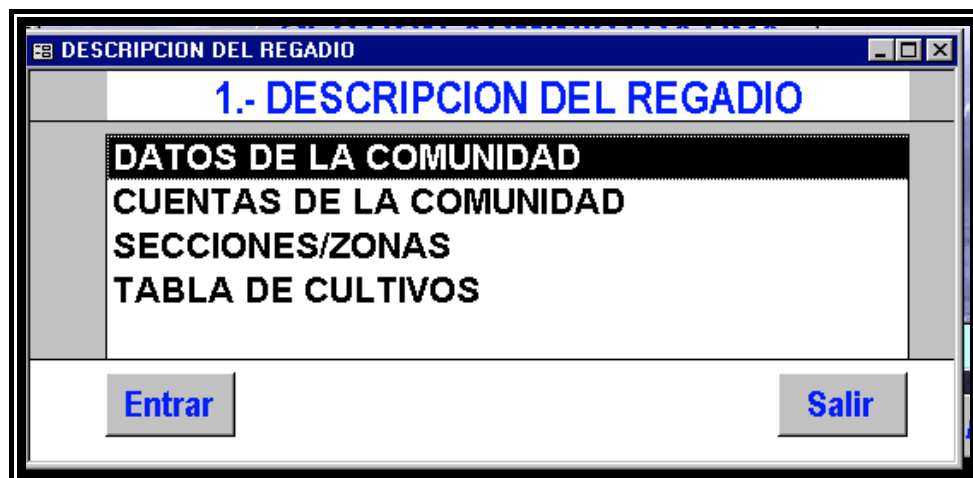 DESCRIPCION DEL REGADIO
1.- DESCRIPCION DEL REGADIO
DATOS DE LA COMUNIDAD
CUENTAS DE LA COMUNIDAD
SECCIONES/ZONAS
TABLA DE CULTIVOS
Entrar
Salir